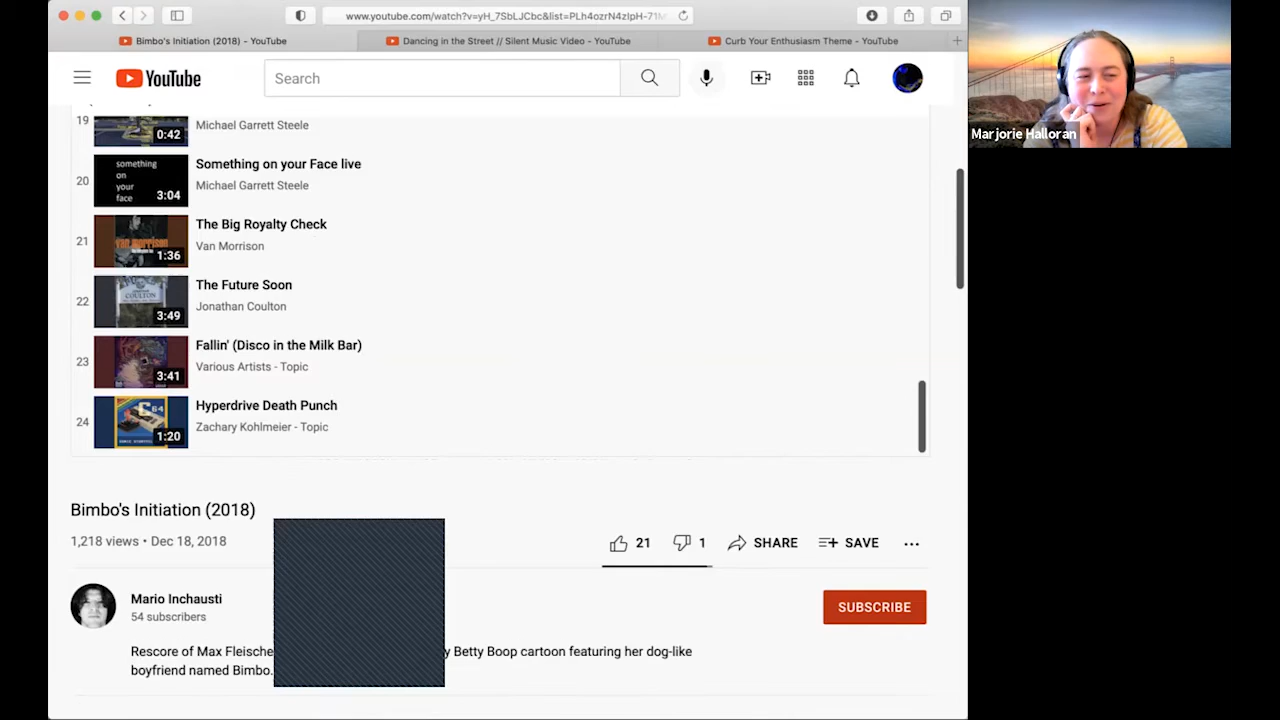 www.youtube.com/watch?v=yH_7SbLJCbc&list=PLh4ozrN4zIpH-71M
Bimbo's Initiation (2018) - YouTube
Dancing in the Street // Silent Music Video - YouTube
Curb Your Enthusiasm Theme - YouTube
YouTube
Search
19
0:42
Michael Garrett Steele
20
something
on
your
face
3:04
Something on your Face live
Michael Garrett Steele
21
van morrison
1:36
The Big Royalty Check
Van Morrison
22
COULTON
3:49
The Future Soon
Jonathan Coulton
23
3:41
Fallin' (Disco in the Milk Bar)
Various Artists - Topic
24
64
1:20
Hyperdrive Death Punch
Zachary Kohlmeier - Topic
Bimbo's Initiation (2018)
1,218 views • Dec 18, 2018
21
1
SHARE
SAVE
Mario Inchausti
54 subscribers
SUBSCRIBE
Rescore of Max Fleische y Betty Boop cartoon featuring her dog-like
boyfriend named Bimbo.
Marjorie Halloran